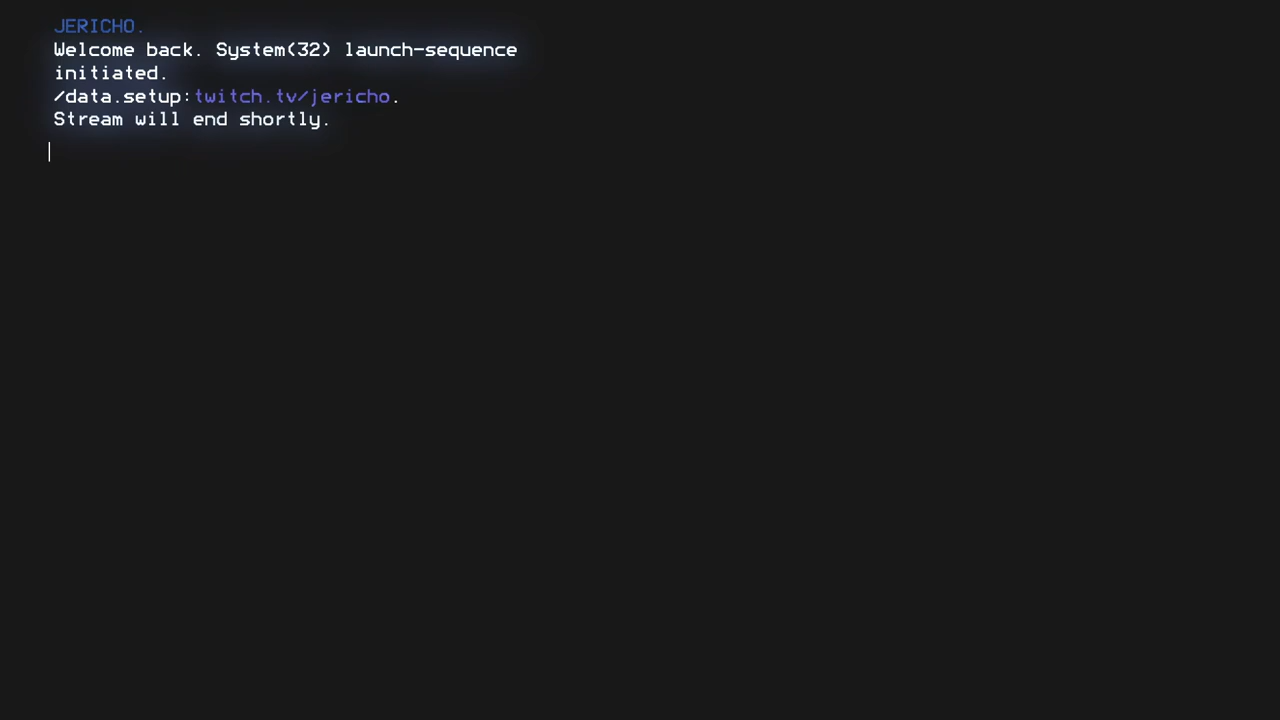 JERICHO.
Welcome back. System(32) launch-sequence
initiated.
/data.setup:twitch.tv/jericho.
Stream will end shortly.